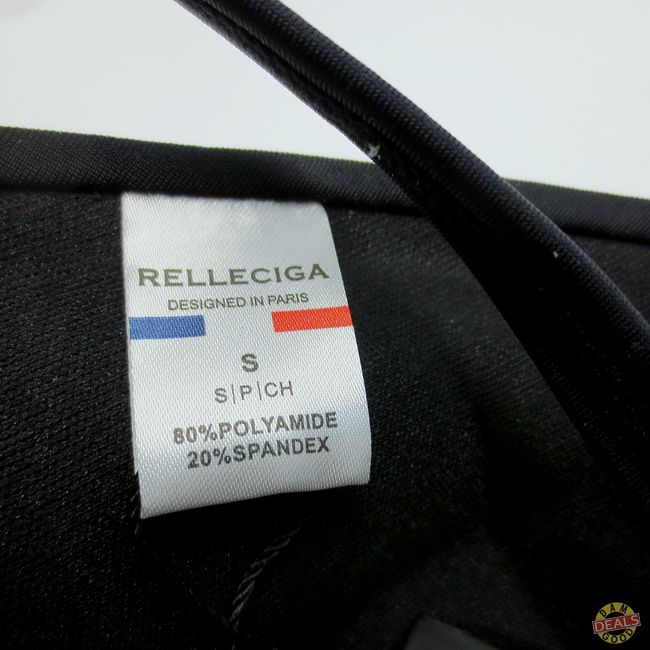 RELLECIGA
DESIGNED IN PARIS
S
S|P|CH
80%POLYAMIDE
20%SPANDEX
DAM
DEALS
GOOD